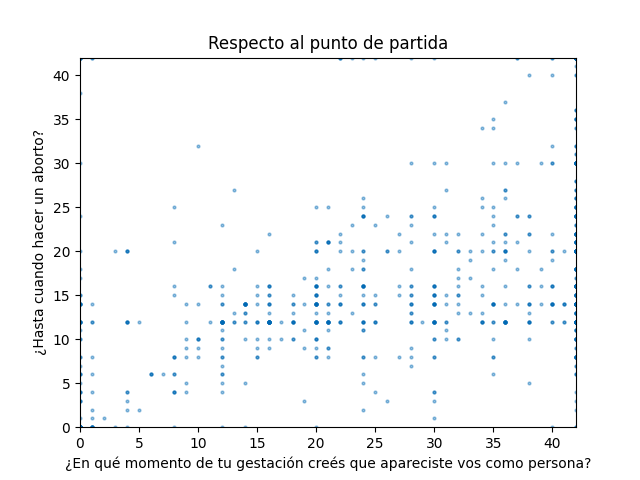 Respecto al punto de partida
¿Hasta cuando hacer un aborto?
40
35
30
25
20
15
10
5
0
0 5 10 15 20 25 30 35 40
¿En qué momento de tu gestación creés que apareciste vos como persona?